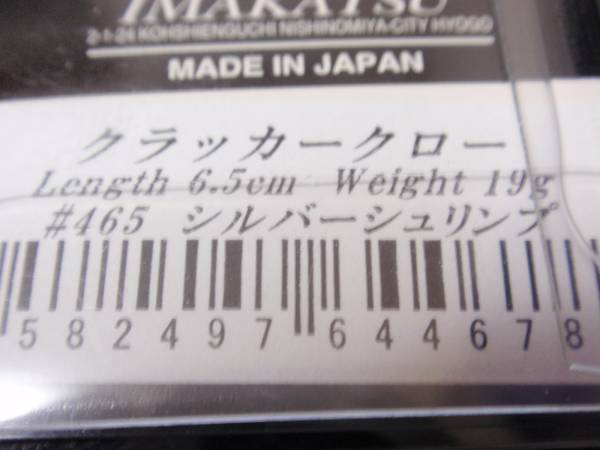 IMAKATSU
2-1-24 KOHSHIENGUCHI NISHINOMIYA-CITY HYOGO
MADE IN JAPAN
クラッカークロー
Length 6.5cm Weight 19g
#465 シルバーシュリンプ
582497 644678